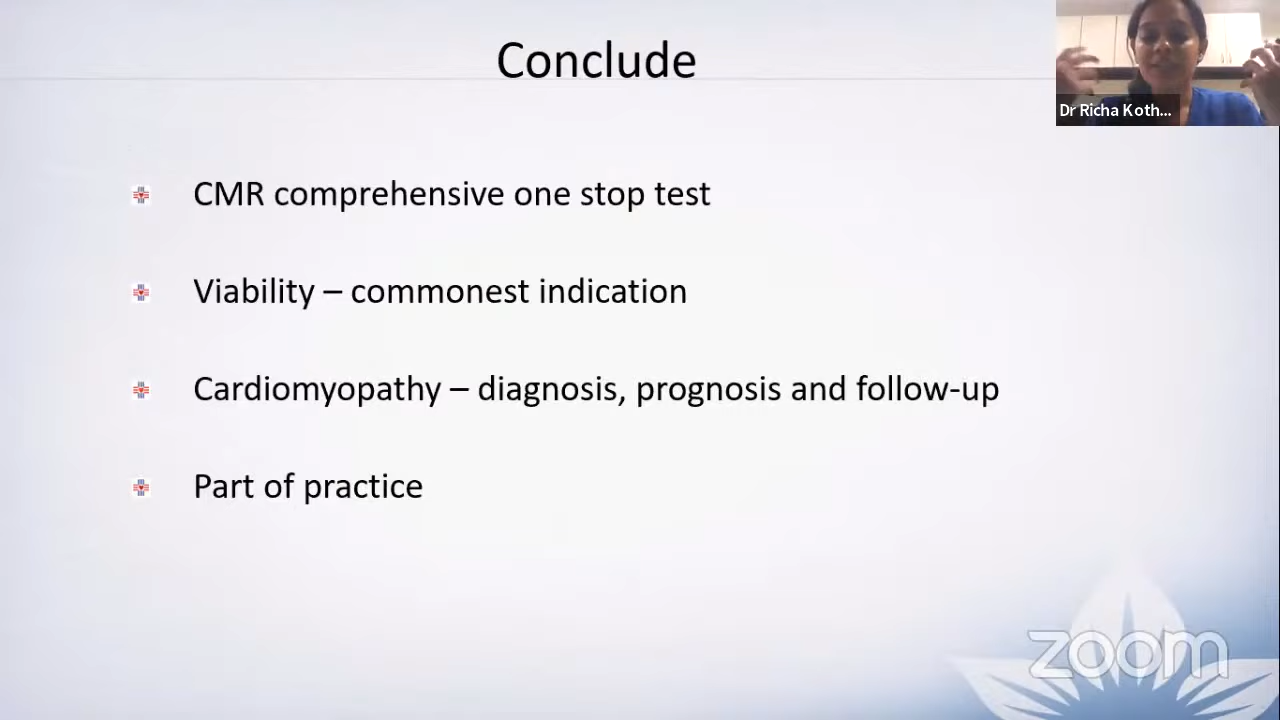 Conclude
Dr Richa Koth...
CMR comprehensive one stop test
Viability – commonest indication
Cardiomyopathy – diagnosis, prognosis and follow-up
Part of practice
zoom